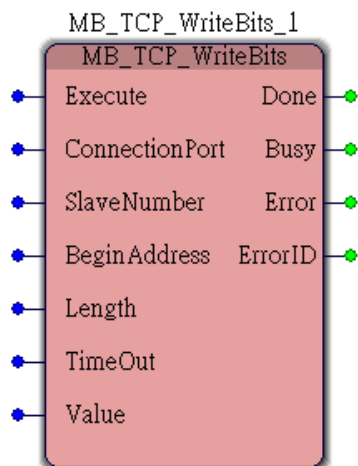 MB_TCP_WriteBits_1
MB_TCP_WriteBits
Execute Done
ConnectionPort Busy
SlaveNumber Error
BeginAddress ErrorID
Length
TimeOut
Value